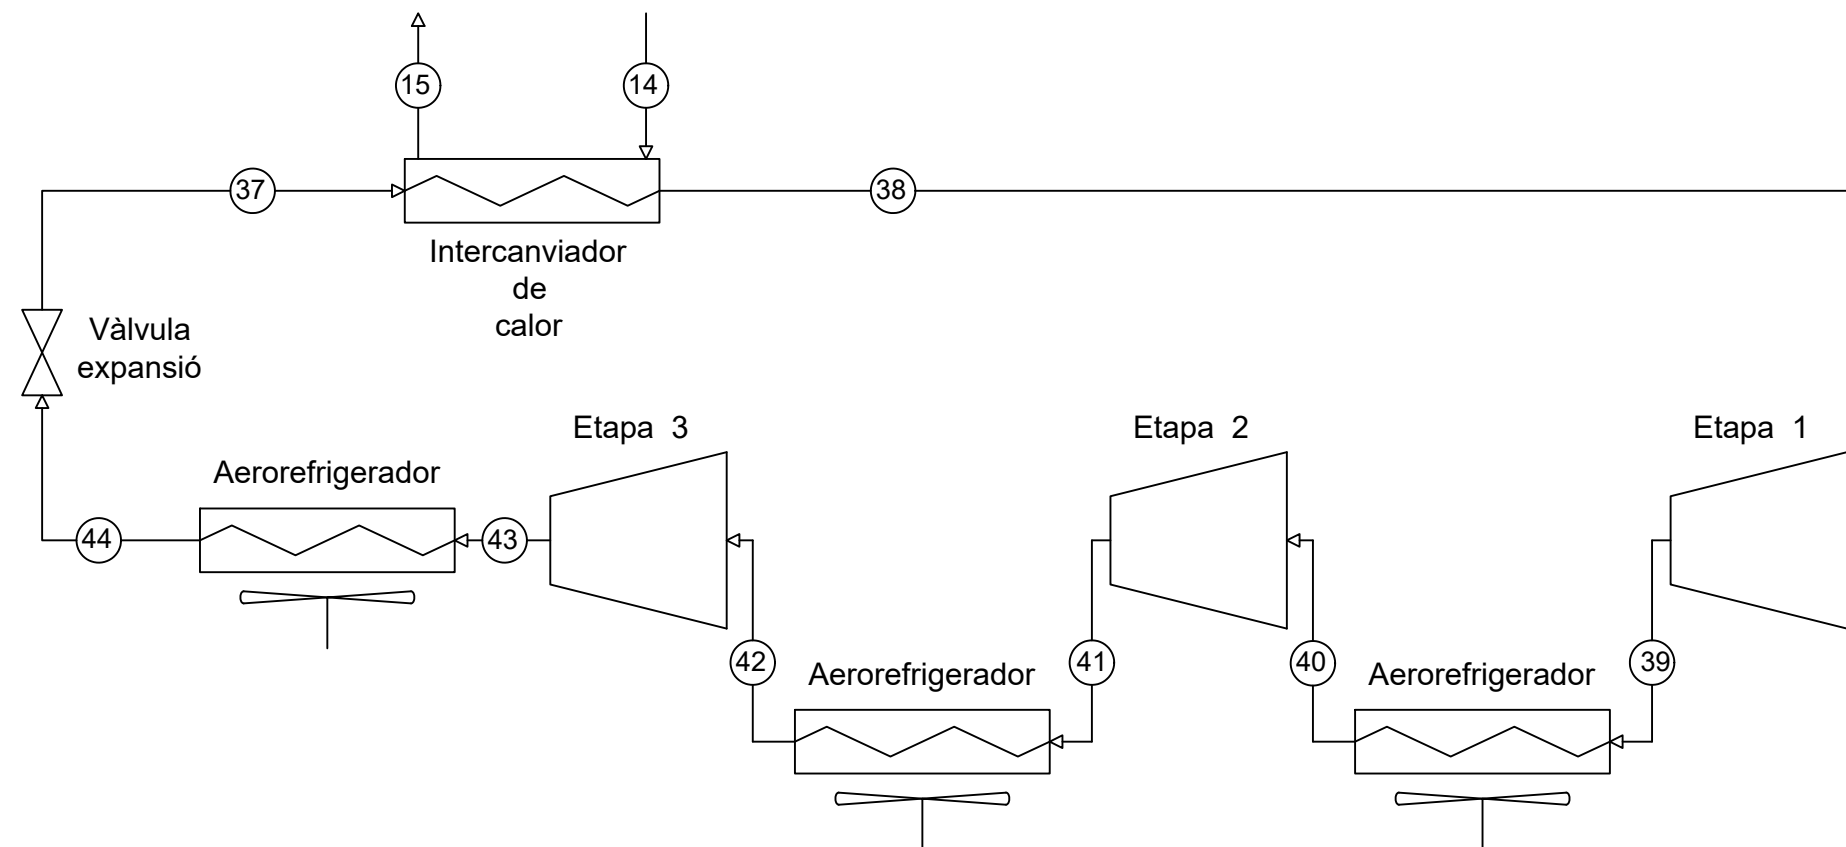 15
14
37
38
Intercanviador
de
calor
Vàlvula
expansió
Etapa 3
Etapa 2
Etapa 1
Aerorefrigerador
44
43
42
41
40
39
Aerorefrigerador
Aerorefrigerador